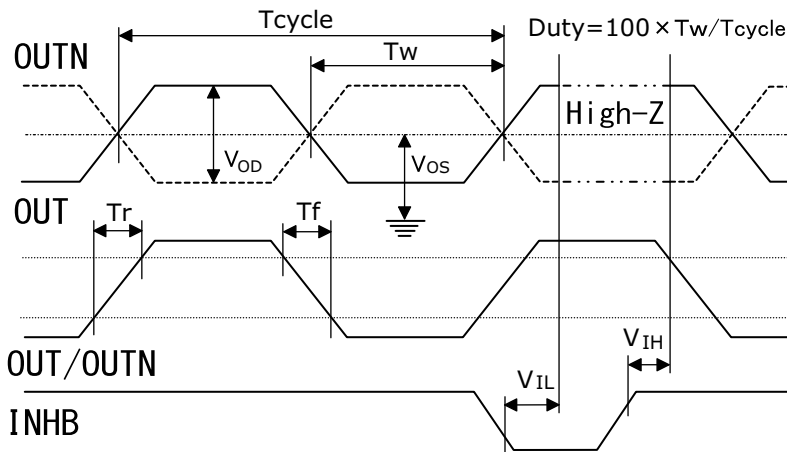 Tcycle
Duty=100×Tw/Tcycle
OUTN
Tw
High-Z
VOD
VOS
OUT
Tr
Tf
OUT/OUTN
VIH
VIL
INHB